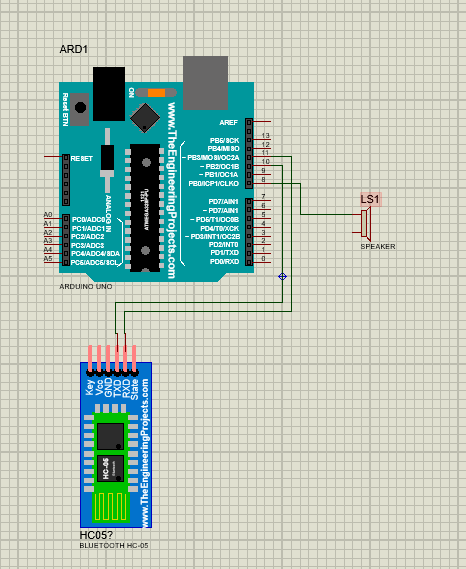 ARD1
Reset BTN
ON
www.TheEngineeringProjects.com
RESET
ANALOG IN
A0
A1
A2
A3
A4
A5
PC0/ADC0
PC1/ADC1
PC2/ADC2
PC3/ADC3
PC4/ADC4/SDA
PC5/ADC5/SCL
AREF
PB5/SCK
PB4/MISO
~ PB3/MOSI/OC2A
~ PB2/OC1B
~ PB1/OC1A
PB0/ICP1/CLKO
13
12
11
10
9
8
PD7/AIN1
~ PD7/AIN1
~ PD5/T1/OC0B
PD4/T0/XCK
~ PD3/INT1/OC2B
PD2/INT0
PD1/TXD
PD0/RXD
7
6
5
4
3
2
1
0
ARDUINO UNO
LS1
SPEAKER
Key
Vcc
GND
TXD
RXD
State
HC-05
www.TheEngineeringProjects.com
HC05?
BLUETOOTH HC-05